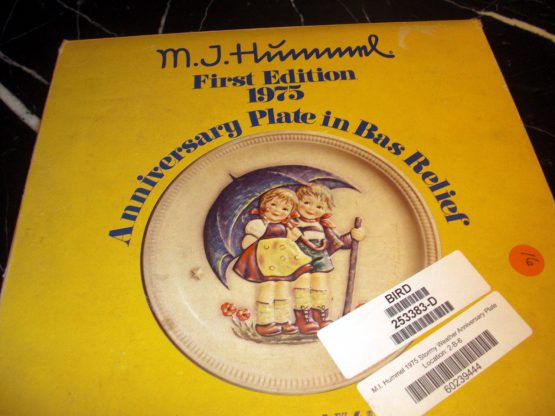 M.J.Hummel
First Edition
1975
Anniversary Plate in Bas Relief
16
BIRD
253383-D
M.I. Hummel 1975 Stormy Weather Anniversary Plate
Location: 2-8-6
60239444